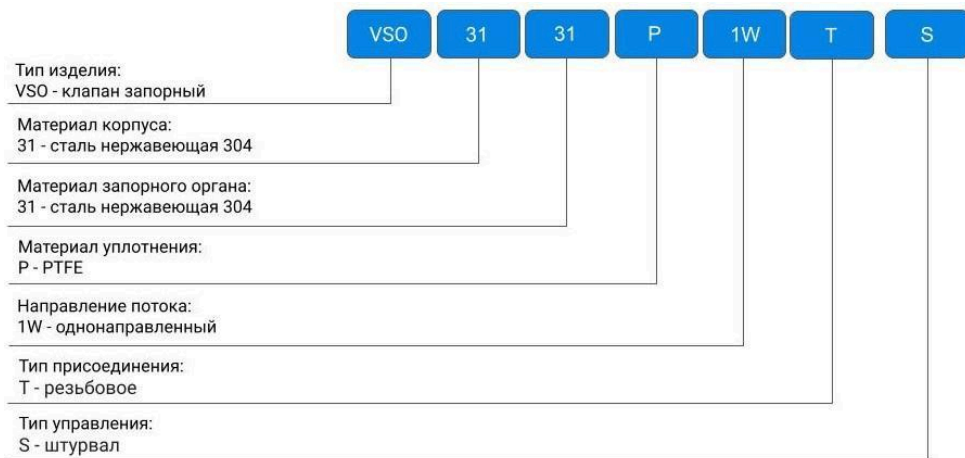 VSO 31 31 P 1W T S
Тип изделия:
VSO - клапан запорный
Материал корпуса:
31 - сталь нержавеющая 304
Материал запорного органа:
31 - сталь нержавеющая 304
Материал уплотнения:
P - PTFE
Направление потока:
1W - однонаправленный
Тип присоединения:
T - резьбовое
Тип управления:
S - штурвал